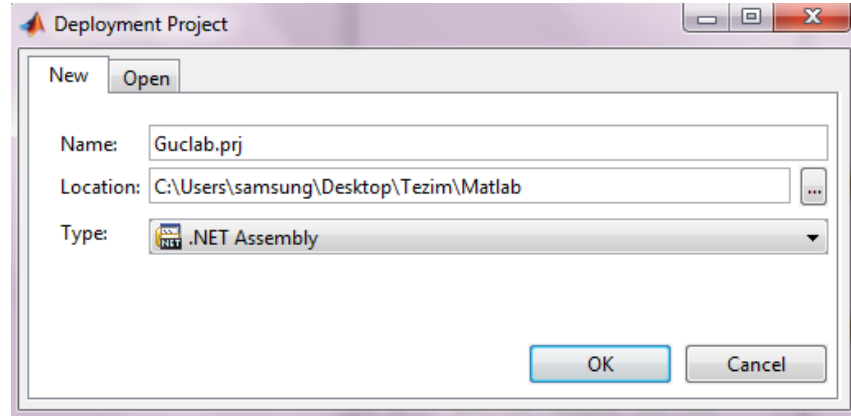 Deployment Project
New Open
Name: Guclab.prj
Location: C:\Users\samsung\Desktop\Tezim\Matlab ...
Type: .NET Assembly
OK Cancel